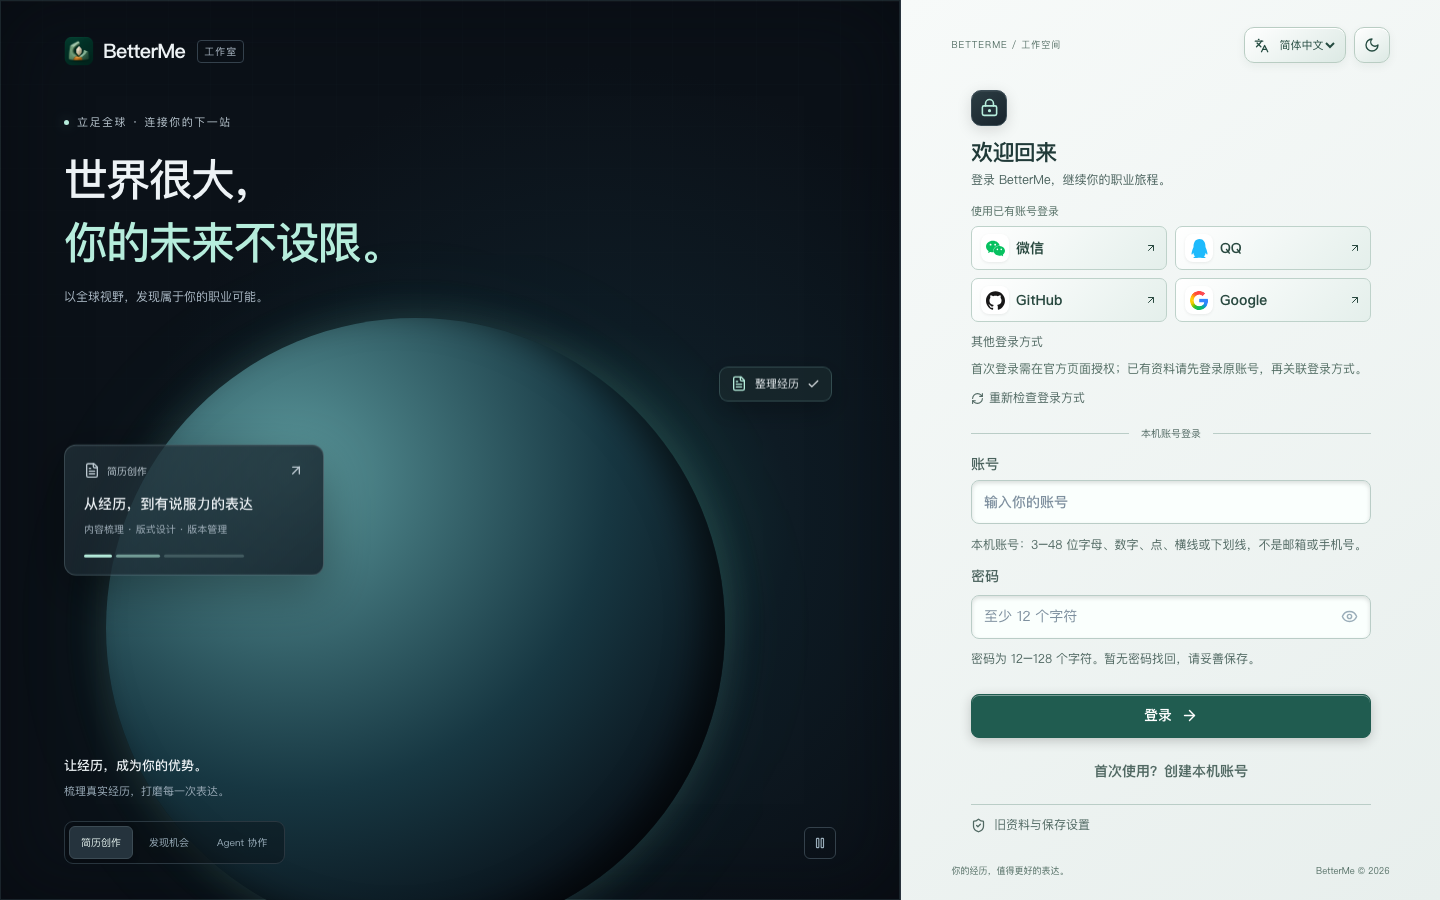 BetterMe 工作室
立足全球 · 连接你的下一站
世界很大，
你的未来不设限。
以全球视野，发现属于你的职业可能。
整理经历
简历创作
从经历，到有说服力的表达
内容梳理 · 版式设计 · 版本管理
让经历，成为你的优势。
梳理真实经历，打磨每一次表达。
简历创作 发现机会 Agent 协作
BETTERME / 工作空间
简体中文
欢迎回来
登录 BetterMe，继续你的职业旅程。
使用已有账号登录
微信 QQ
GitHub Google
其他登录方式
首次登录需在官方页面授权；已有资料请先登录原账号，再关联登录方式。
重新检查登录方式
本机账号登录
账号
输入你的账号
本机账号：3–48 位字母、数字、点、横线或下划线，不是邮箱或手机号。
密码
至少 12 个字符
密码为 12–128 个字符。暂无密码找回，请妥善保存。
登录
首次使用？创建本机账号
旧资料与保存设置
你的经历，值得更好的表达。 BetterMe © 2026